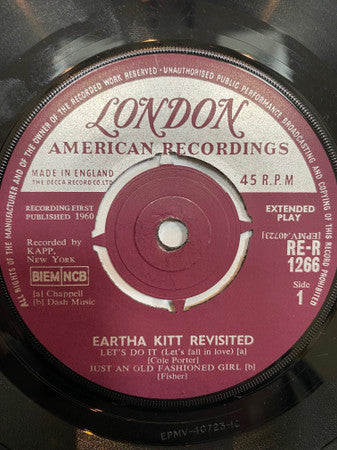 ALL RIGHTS OF THE MANUFACTURER AND OF THE OWNER OF THE RECORDED WORK RESERVED · UNAUTHORISED PUBLIC PERFORMANCE, BROADCASTING AND COPYING OF THIS RECORD PROHIBITED
LONDON
AMERICAN RECORDINGS
MADE IN ENGLAND
THE DECCA RECORD CO LTD
45 R.P.M
RECORDING FIRST
PUBLISHED 1960
EXTENDED
PLAY
[EPMV.40723]
RE-R
1266
Recorded by
KAPP,
New York
BIEM NCB
Side
1
[a] Chappell
[b] Dash Music
EARTHA KITT REVISITED
LET'S DO IT (Let's fall in love) [a]
[Cole Porter]
JUST AN OLD FASHIONED GIRL [b]
[Fisher]
EPMV-40723-1C